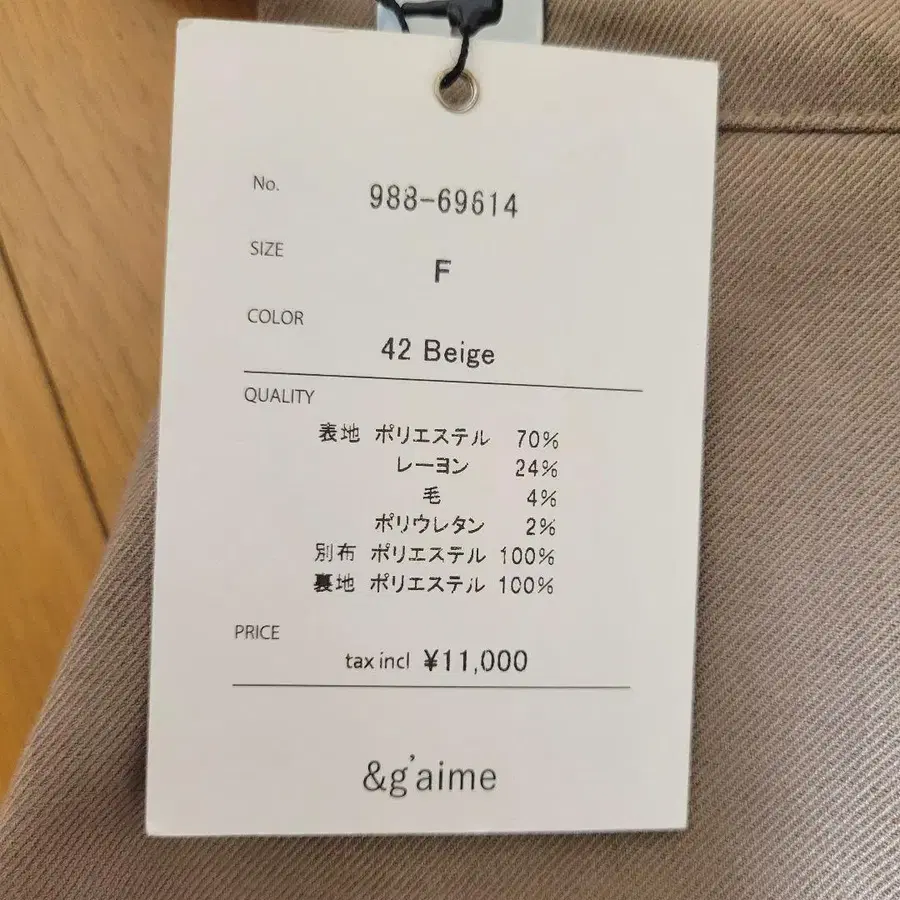 No. 988-69614
SIZE
F
COLOR
42 Beige
QUALITY
表地 ポリエステル 70%
レーヨン 24%
毛 4%
ポリウレタン 2%
別布 ポリエステル 100%
裏地 ポリエステル 100%
PRICE
tax incl ¥11,000
&g'aime